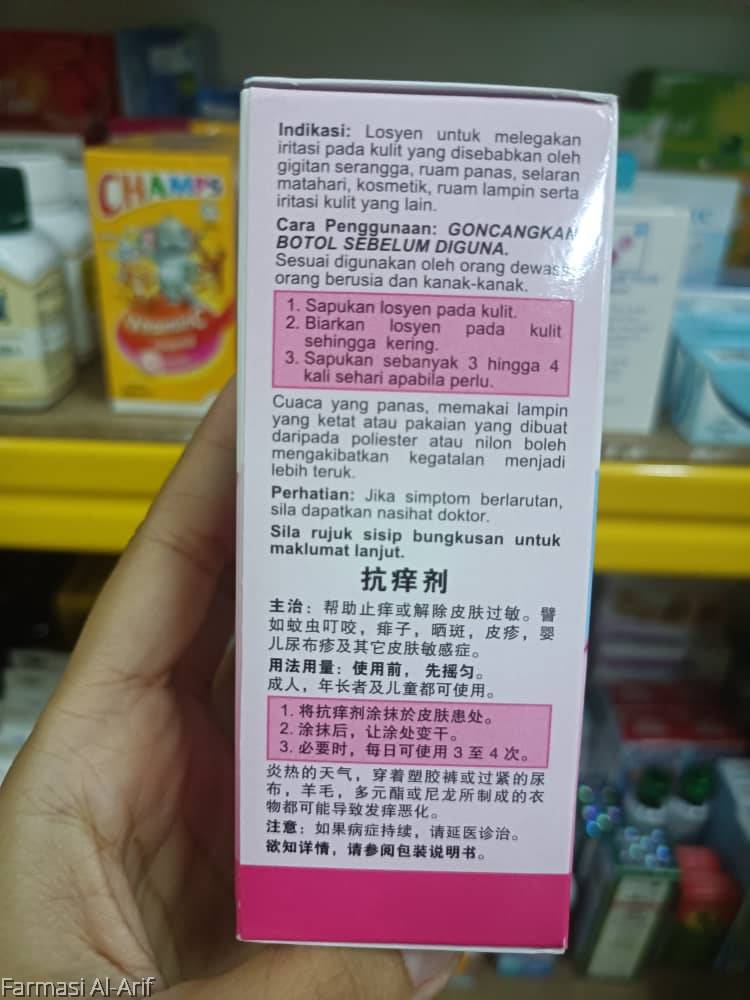 Indikasi: Losyen untuk melegakan
iritasi pada kulit yang disebabkan oleh
gigitan serangga, ruam panas, selaran
matahari, kosmetik, ruam lampin serta
iritasi kulit yang lain.
Cara Penggunaan: GONCANGKAN
BOTOL SEBELUM DIGUNA.
Sesuai digunakan oleh orang dewasa,
orang berusia dan kanak-kanak.
1. Sapukan losyen pada kulit.
2. Biarkan losyen pada kulit
sehingga kering.
3. Sapukan sebanyak 3 hingga 4
kali sehari apabila perlu.
Cuaca yang panas, memakai lampin
yang ketat atau pakaian yang dibuat
daripada poliester atau nilon boleh
mengakibatkan kegatalan menjadi
lebih teruk.
Perhatian: Jika simptom berlarutan,
sila dapatkan nasihat doktor.
Sila rujuk sisip bungkusan untuk
maklumat lanjut.
抗痒剂
主治：帮助止痒或解除皮肤过敏。譬
如蚊虫叮咬，痱子，晒斑，皮疹，婴
儿尿布疹及其它皮肤敏感症。
用法用量：使用前，先摇匀。
成人，年长者及儿童都可使用。
1. 将抗痒剂涂抹於皮肤患处。
2. 涂抹后，让涂处变干。
3. 必要时，每日可使用 3 至 4 次。
炎热的天气，穿着塑胶裤或过紧的尿
布，羊毛，多元酯或尼龙所制成的衣
物都可能导致发痒恶化。
注意：如果病症持续，请延医诊治。
欲知详情，请参阅包装说明书。
CHAMPS
Vitamin C
Farmasi Al-Arif